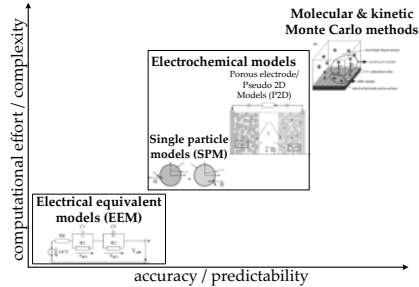 Molecular & kinetic
Monte Carlo methods
Electrochemical models
Porous electrode/
Pseudo 2D
Models (P2D)
Single particle
models (SPM)
Electrical equivalent
models (EEM)
computational effort / complexity
accuracy / predictability